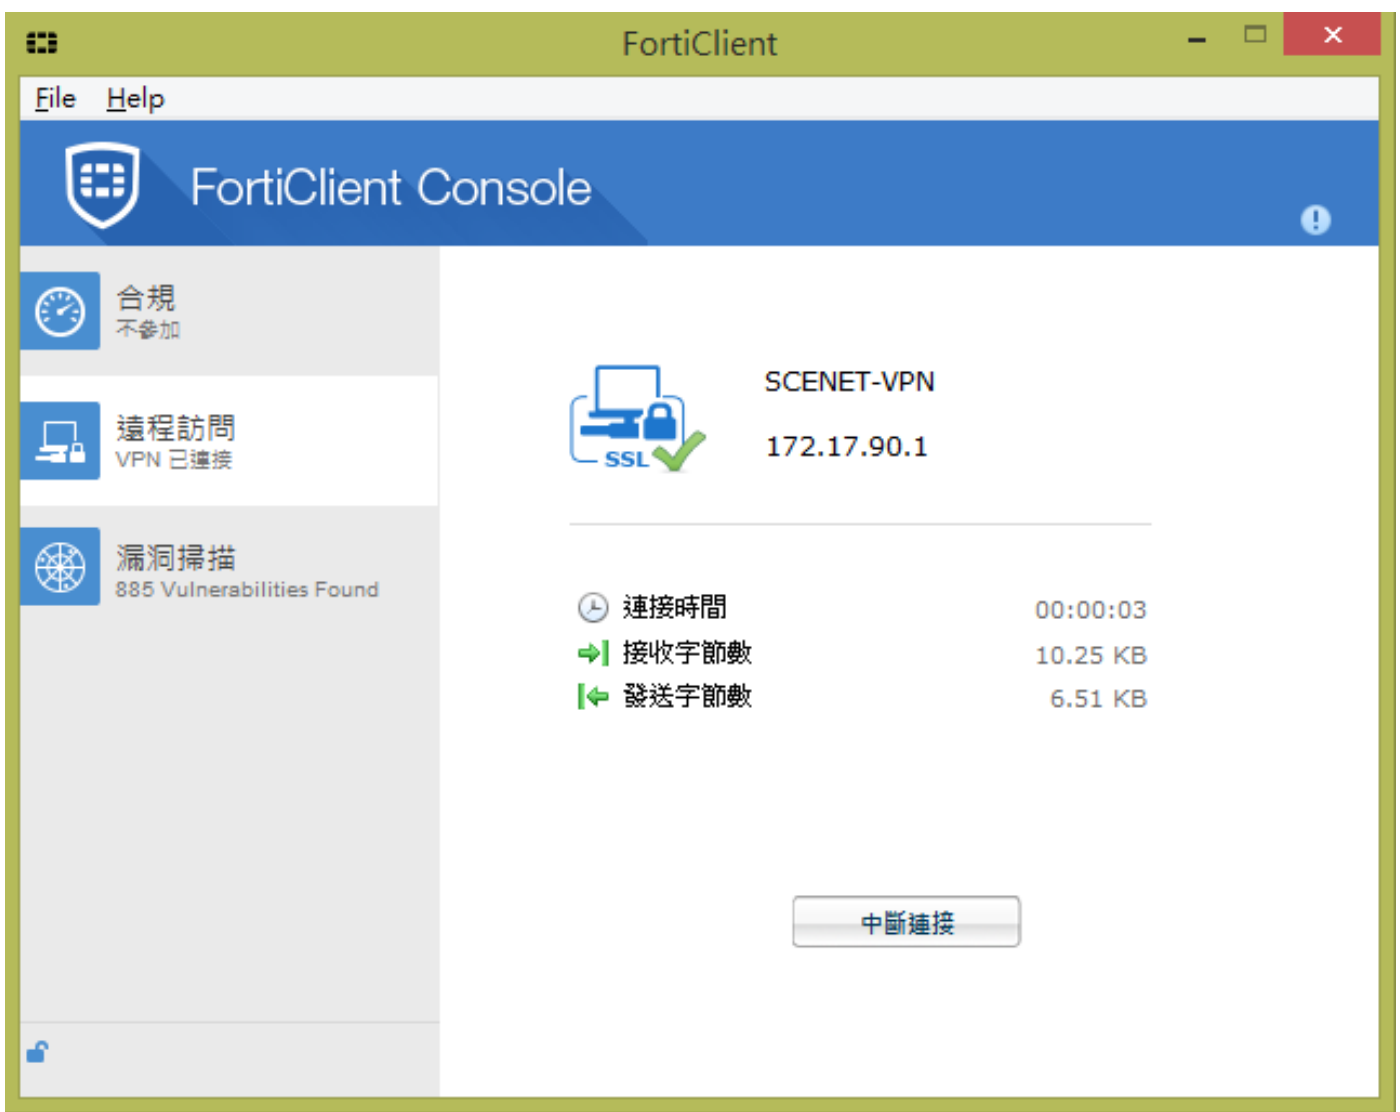 FortiClient
File Help
FortiClient Console
合規
不參加
遠程訪問
VPN 已連接
漏洞掃描
885 Vulnerabilities Found
SSL
SCENET-VPN
172.17.90.1
連接時間 00:00:03
接收字節數 10.25 KB
發送字節數 6.51 KB
中斷連接